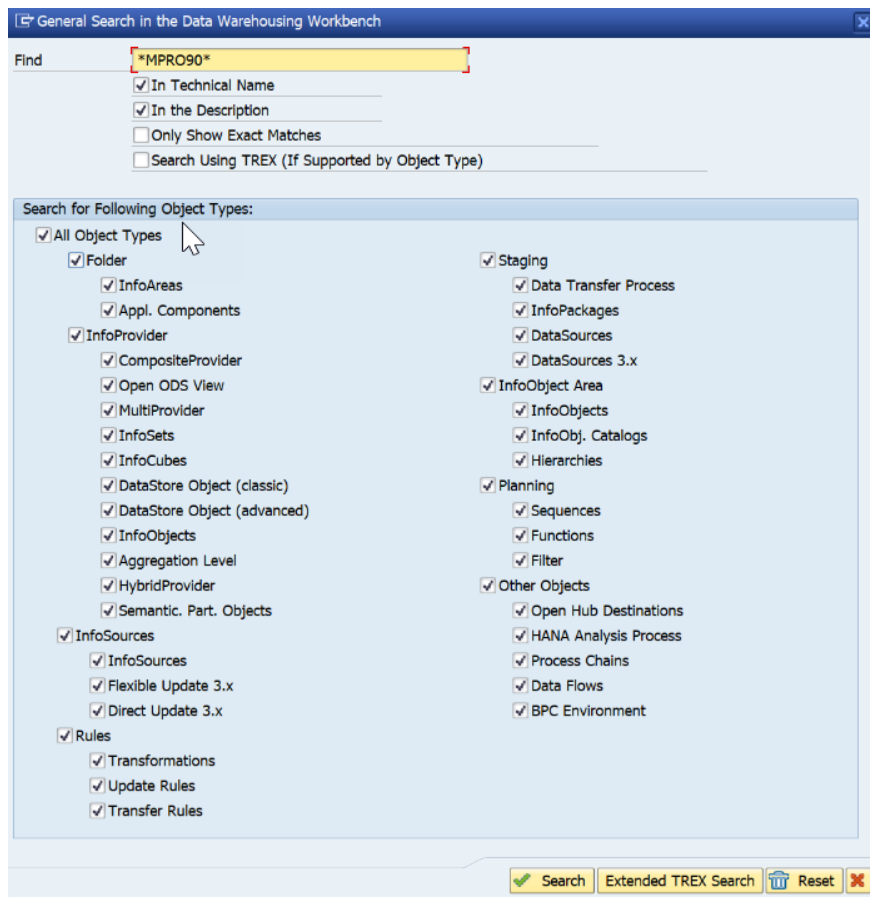 General Search in the Data Warehousing Workbench
Find *MPRO90*
In Technical Name
In the Description
Only Show Exact Matches
Search Using TREX (If Supported by Object Type)
Search for Following Object Types:
All Object Types
Folder
InfoAreas
Appl. Components
InfoProvider
CompositeProvider
Open ODS View
MultiProvider
InfoSets
InfoCubes
DataStore Object (classic)
DataStore Object (advanced)
InfoObjects
Aggregation Level
HybridProvider
Semantic. Part. Objects
InfoSources
InfoSources
Flexible Update 3.x
Direct Update 3.x
Rules
Transformations
Update Rules
Transfer Rules
Staging
Data Transfer Process
InfoPackages
DataSources
DataSources 3.x
InfoObject Area
InfoObjects
InfoObj. Catalogs
Hierarchies
Planning
Sequences
Functions
Filter
Other Objects
Open Hub Destinations
HANA Analysis Process
Process Chains
Data Flows
BPC Environment
Search Extended TREX Search Reset